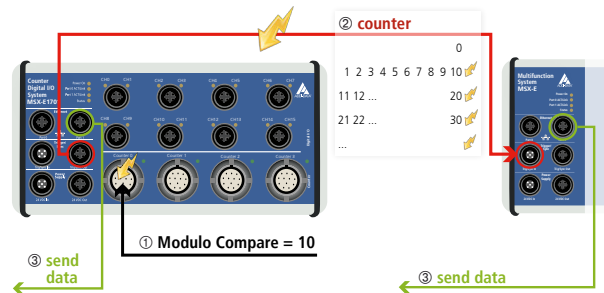 ② counter
0
1 2 3 4 5 6 7 8 9 10
11 12 ... 20
21 22 ... 30
...
Counter
Digital I/O
System
MSX-E170
Multifunction
System
MSX-E
CH0 CH1 CH2 CH3 CH4 CH5 CH6 CH7
CH8 CH9 CH10 CH11 CH12 CH13 CH14 CH15
Counter 0 Counter 1 Counter 2 Counter 3
Digital I/O
① Modulo Compare = 10
③ send
data
③ send data